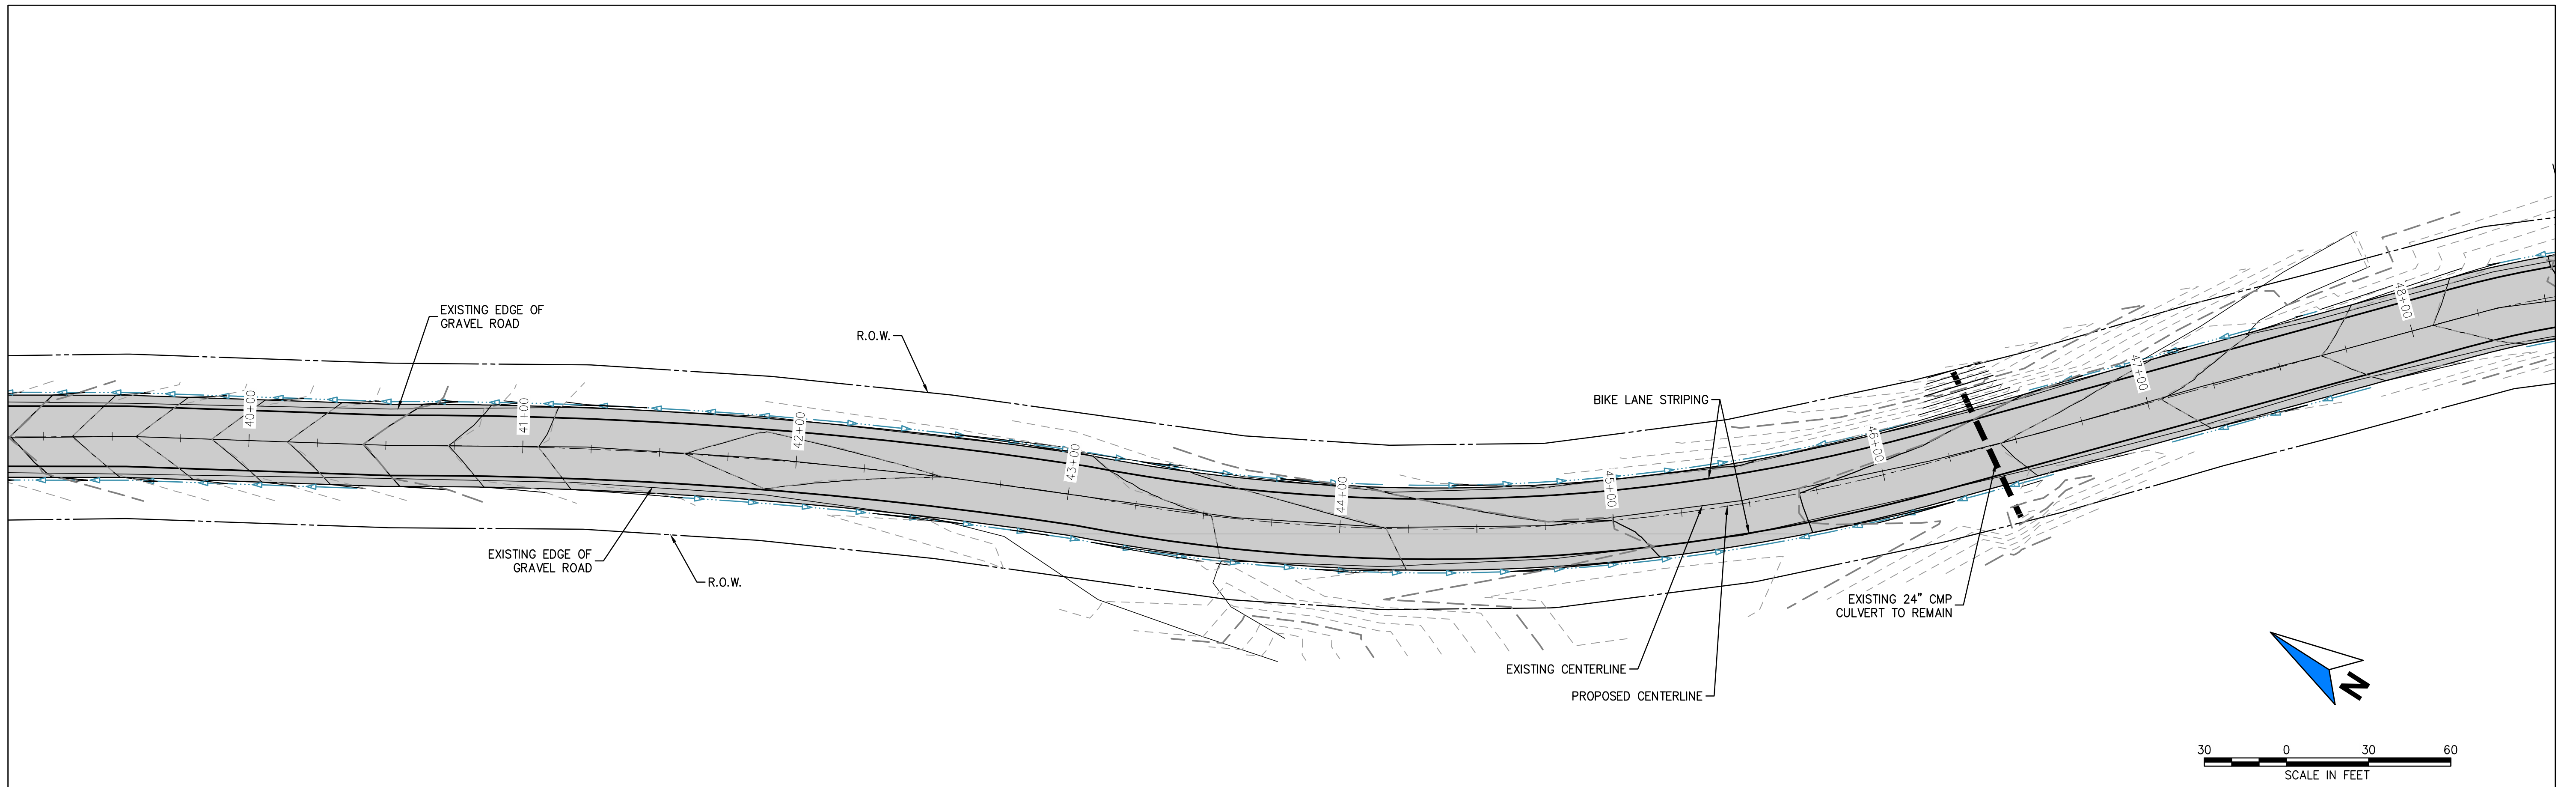 EXISTING EDGE OF
GRAVEL ROAD
R.O.W.
40+00
41+00
42+00
43+00
44+00
45+00
46+00
47+00
48+00
BIKE LANE STRIPING
EXISTING EDGE OF
GRAVEL ROAD
R.O.W.
EXISTING 24" CMP
CULVERT TO REMAIN
EXISTING CENTERLINE
PROPOSED CENTERLINE
N
30 0 30 60
SCALE IN FEET